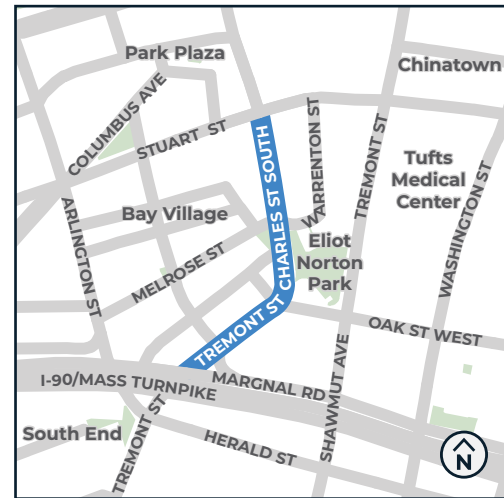 Park Plaza
Chinatown
COLUMBUS AVE
STUART ST
CHARLES ST SOUTH
WARRENTON ST
TREMONT ST
Tufts
Medical
Center
WASHINGTON ST
ARLINGTON ST
Bay Village
MELROSE ST
Eliot
Norton
Park
TREMONT ST
OAK ST WEST
I-90/MASS TURNPIKE
MARGNAL RD
SHAWMUT AVE
South End
TREMONT ST
HERALD ST
N